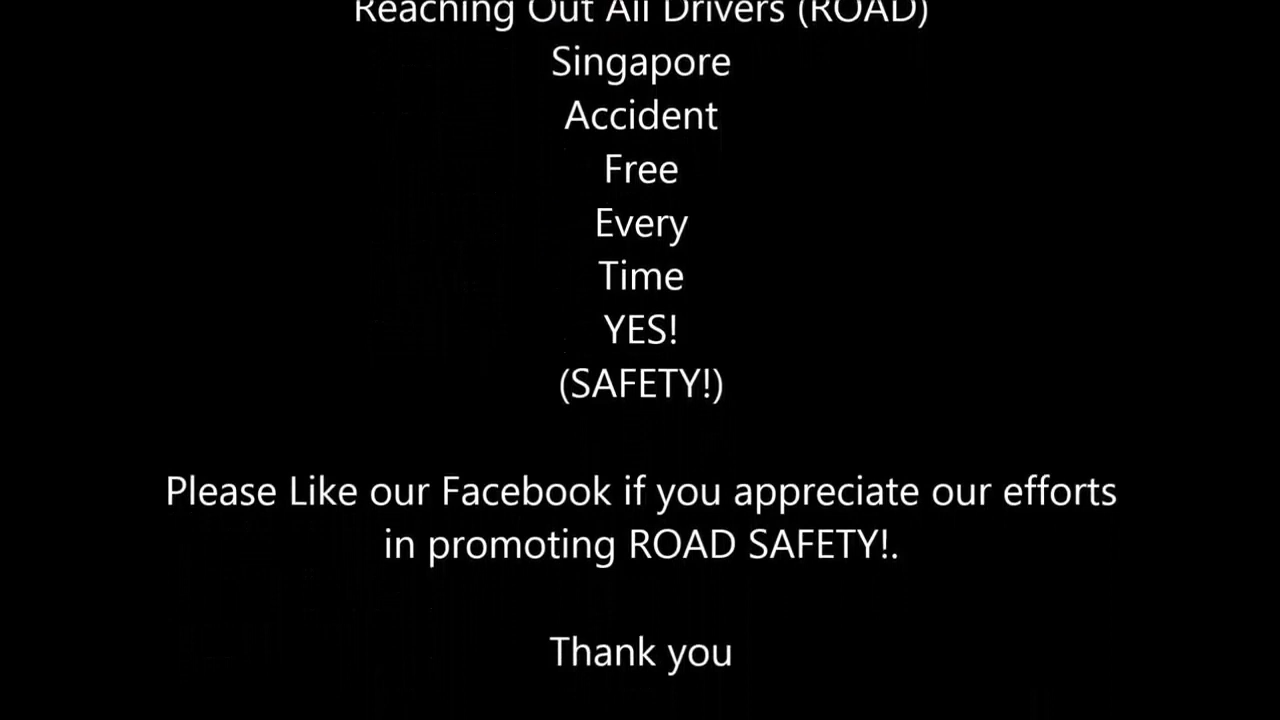 Reaching Out All Drivers (ROAD)
Singapore
Accident
Free
Every
Time
YES!
(SAFETY!)
Please Like our Facebook if you appreciate our efforts
in promoting ROAD SAFETY!.
Thank you